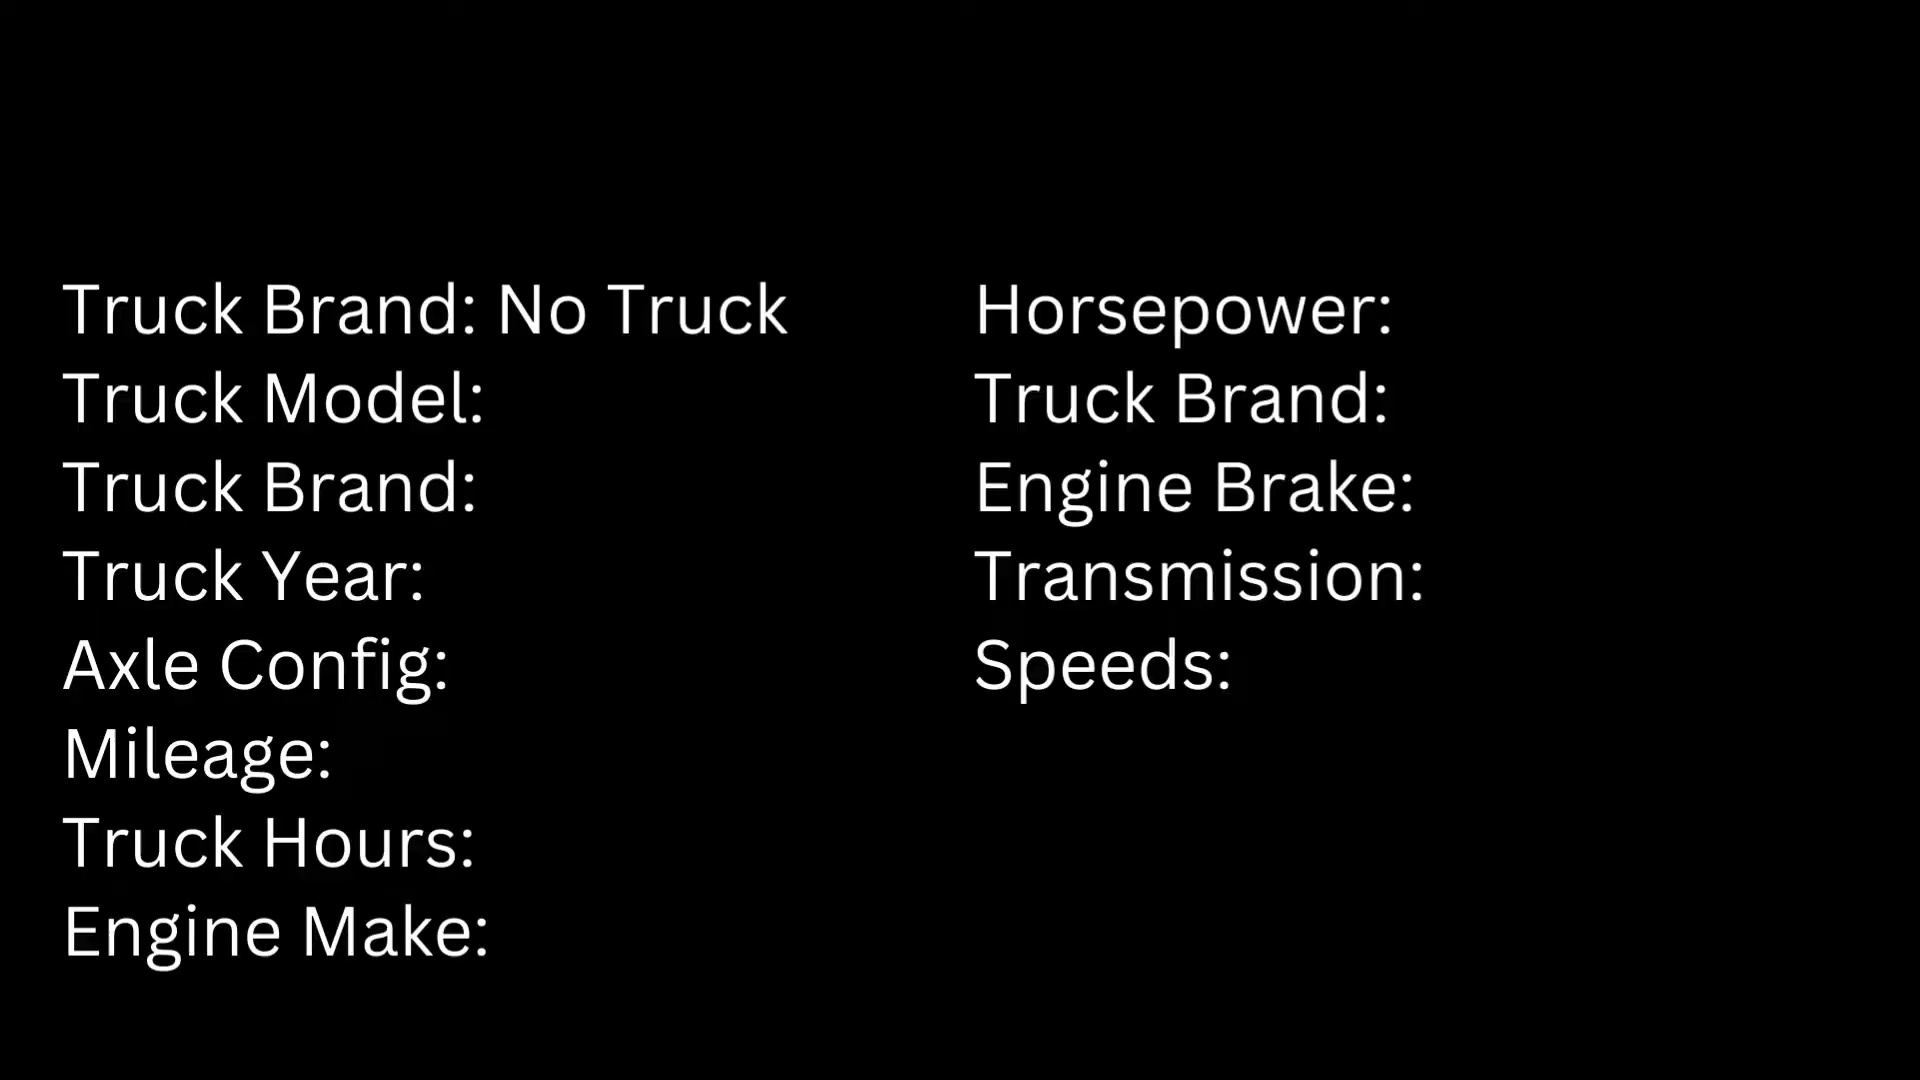 Truck Brand: No Truck
Truck Model:
Truck Brand:
Truck Year:
Axle Config:
Mileage:
Truck Hours:
Engine Make:
Horsepower:
Truck Brand:
Engine Brake:
Transmission:
Speeds: